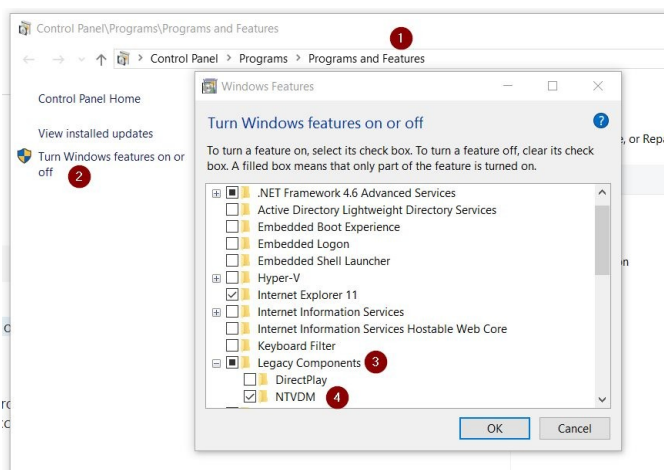 Control Panel\Programs\Programs and Features
1
Control Panel > Programs > Programs and Features
Control Panel Home
View installed updates
Turn Windows features on or
off
2
Windows Features
Turn Windows features on or off
?
To turn a feature on, select its check box. To turn a feature off, clear its check
box. A filled box means that only part of the feature is turned on.
.NET Framework 4.6 Advanced Services
Active Directory Lightweight Directory Services
Embedded Boot Experience
Embedded Logon
Embedded Shell Launcher
Hyper-V
Internet Explorer 11
Internet Information Services
Internet Information Services Hostable Web Core
Keyboard Filter
Legacy Components 3
DirectPlay
NTVDM 4
OK Cancel
e, or Repa